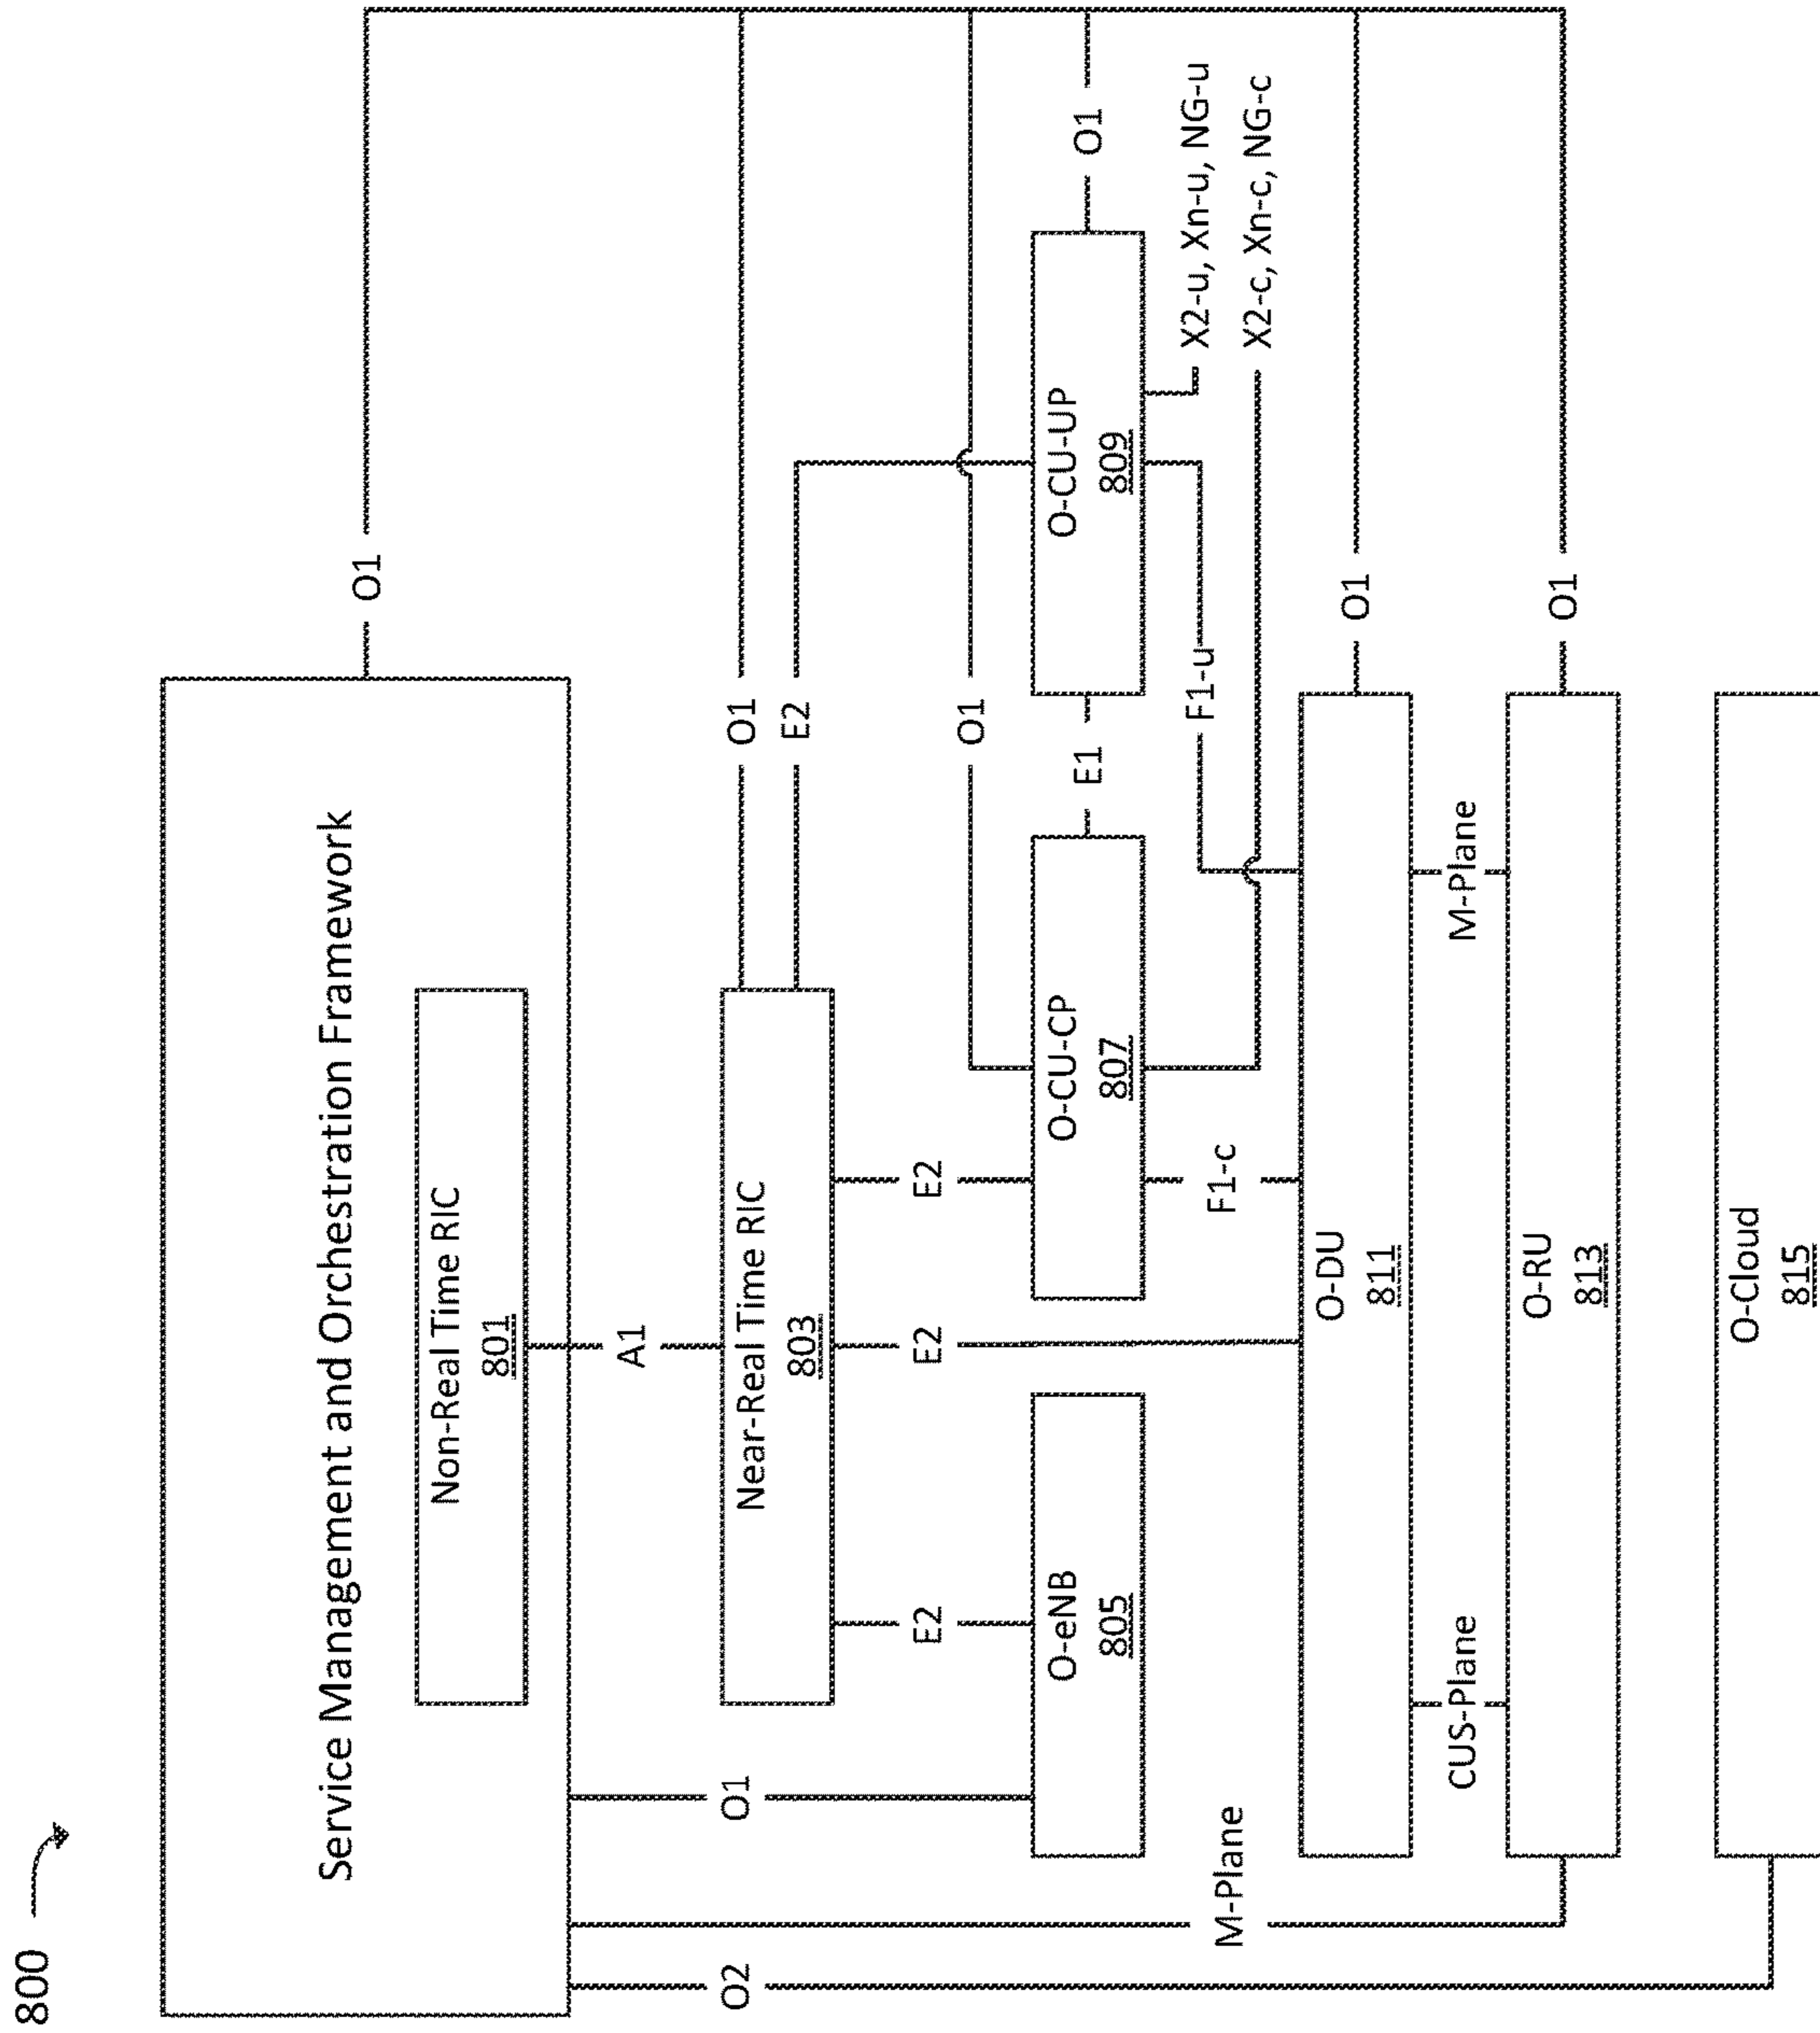 800
Service Management and Orchestration Framework
O1
Non-Real Time RIC
801
A1
O2
O1
Near-Real Time RIC
803
O1
E2
M-Plane
E2
E2
E2
O1
O-eNB
805
O-CU-CP
807
E1
O-CU-UP
809
O1
F1-c
F1-u
X2-u, Xn-u, NG-u
X2-c, Xn-c, NG-c
O-DU
811
O1
CUS-Plane
M-Plane
O-RU
813
O1
O-Cloud
815